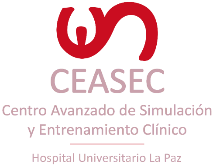 CEASEC
Centro Avanzado de Simulación
y Entrenamiento Clínico
Hospital Universitario La Paz